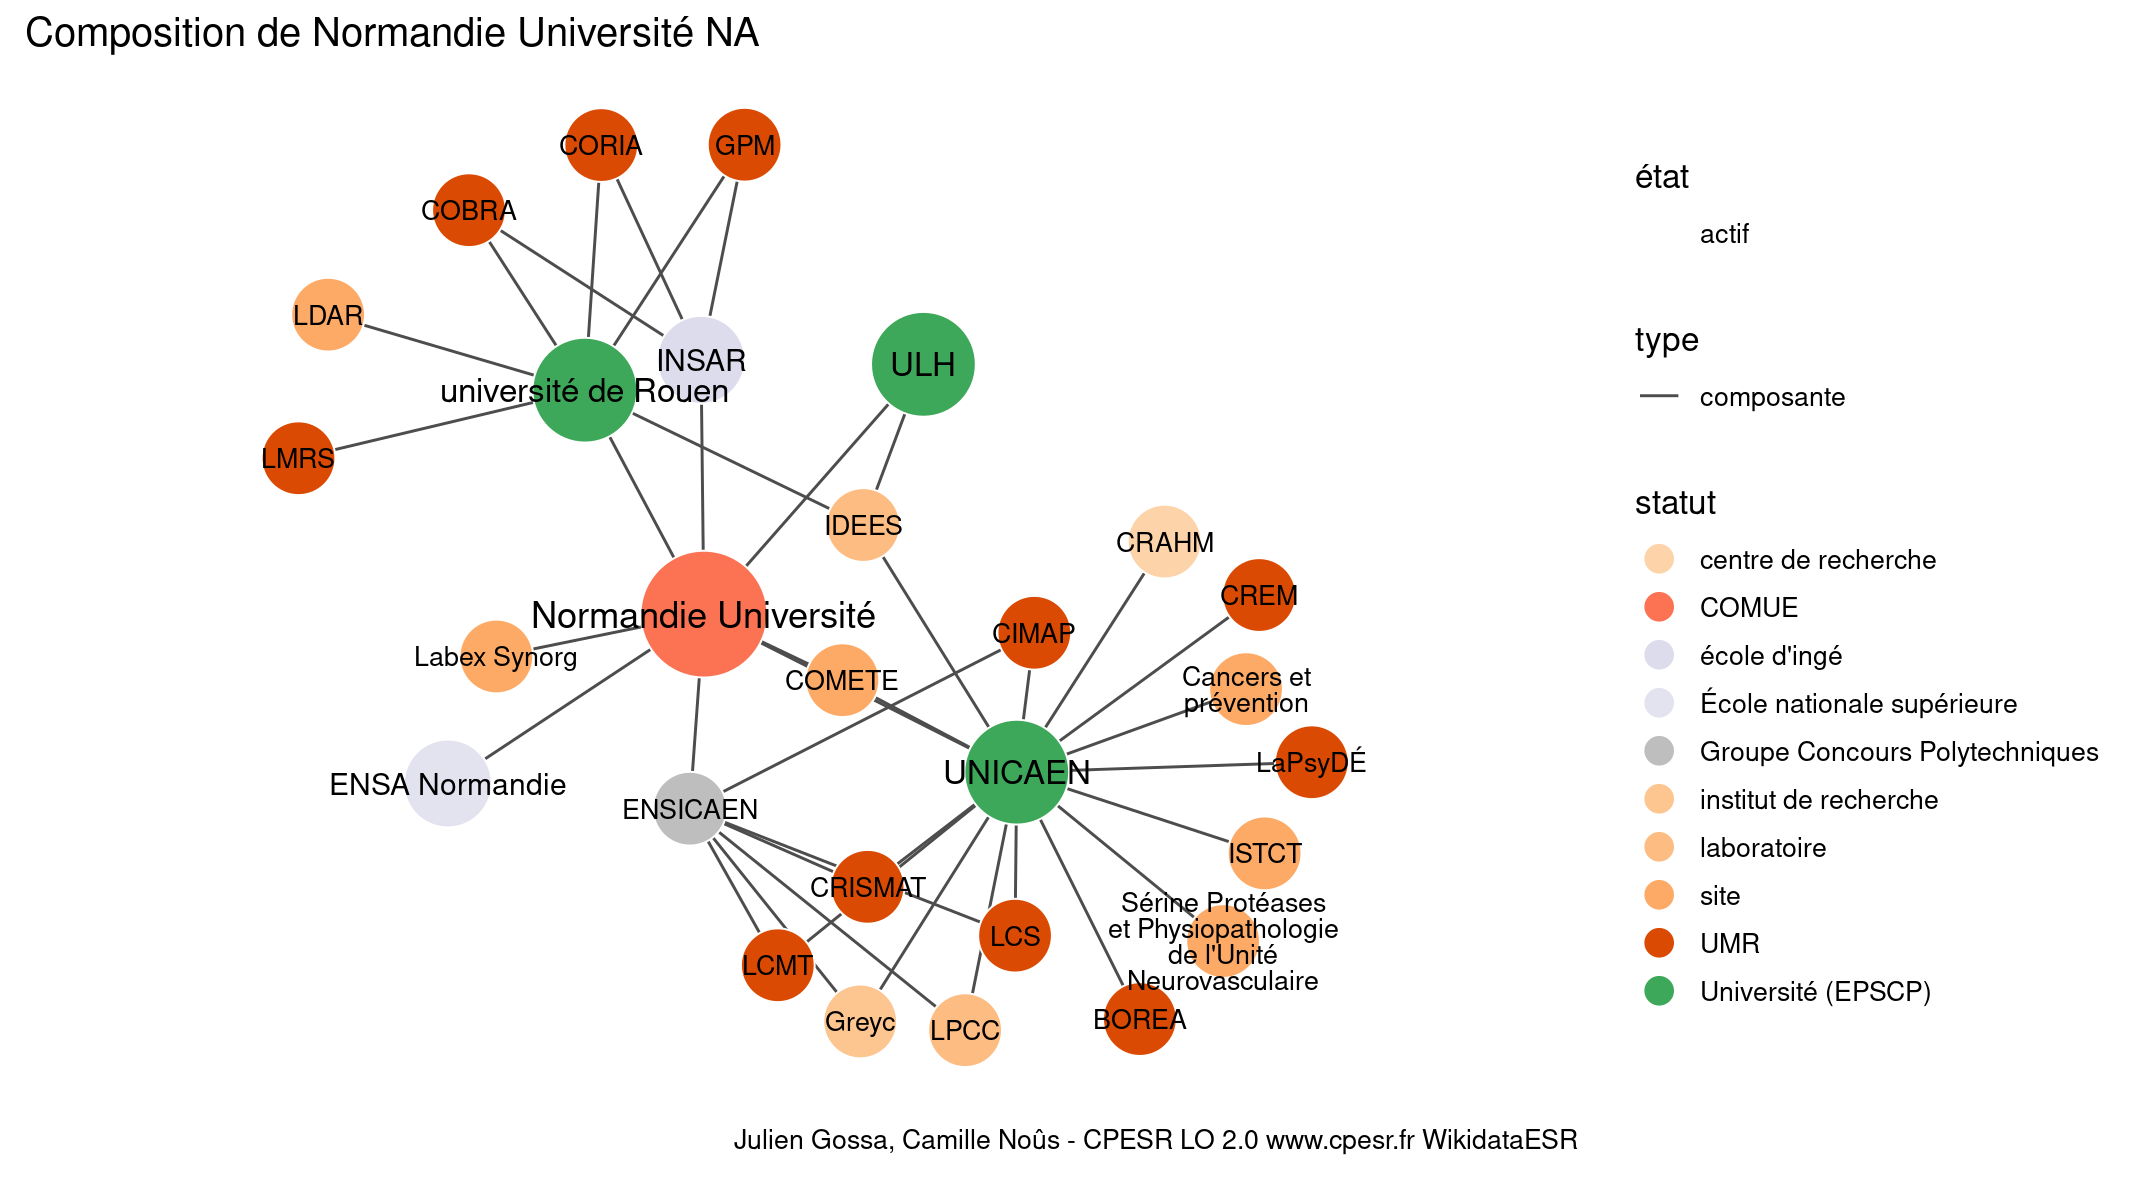 Composition de Normandie Université NA
CORIA
GPM
COBRA
LDAR
INSAR
ULH
université de Rouen
LMRS
IDEES
CRAHM
CREM
Normandie Université
CIMAP
Labex Synorg
COMETE
Cancers et
prévention
LaPsyDÉ
UNICAEN
ENSA Normandie
ENSICAEN
ISTCT
CRISMAT
Sérine Protéases
et Physiopathologie
de l'Unité
Neurovasculaire
LCS
LCMT
Greyc
LPCC
BOREA
état
actif
type
composante
statut
centre de recherche
COMUE
école d'ingé
École nationale supérieure
Groupe Concours Polytechniques
institut de recherche
laboratoire
site
UMR
Université (EPSCP)
Julien Gossa, Camille Noûs - CPESR LO 2.0 www.cpesr.fr WikidataESR